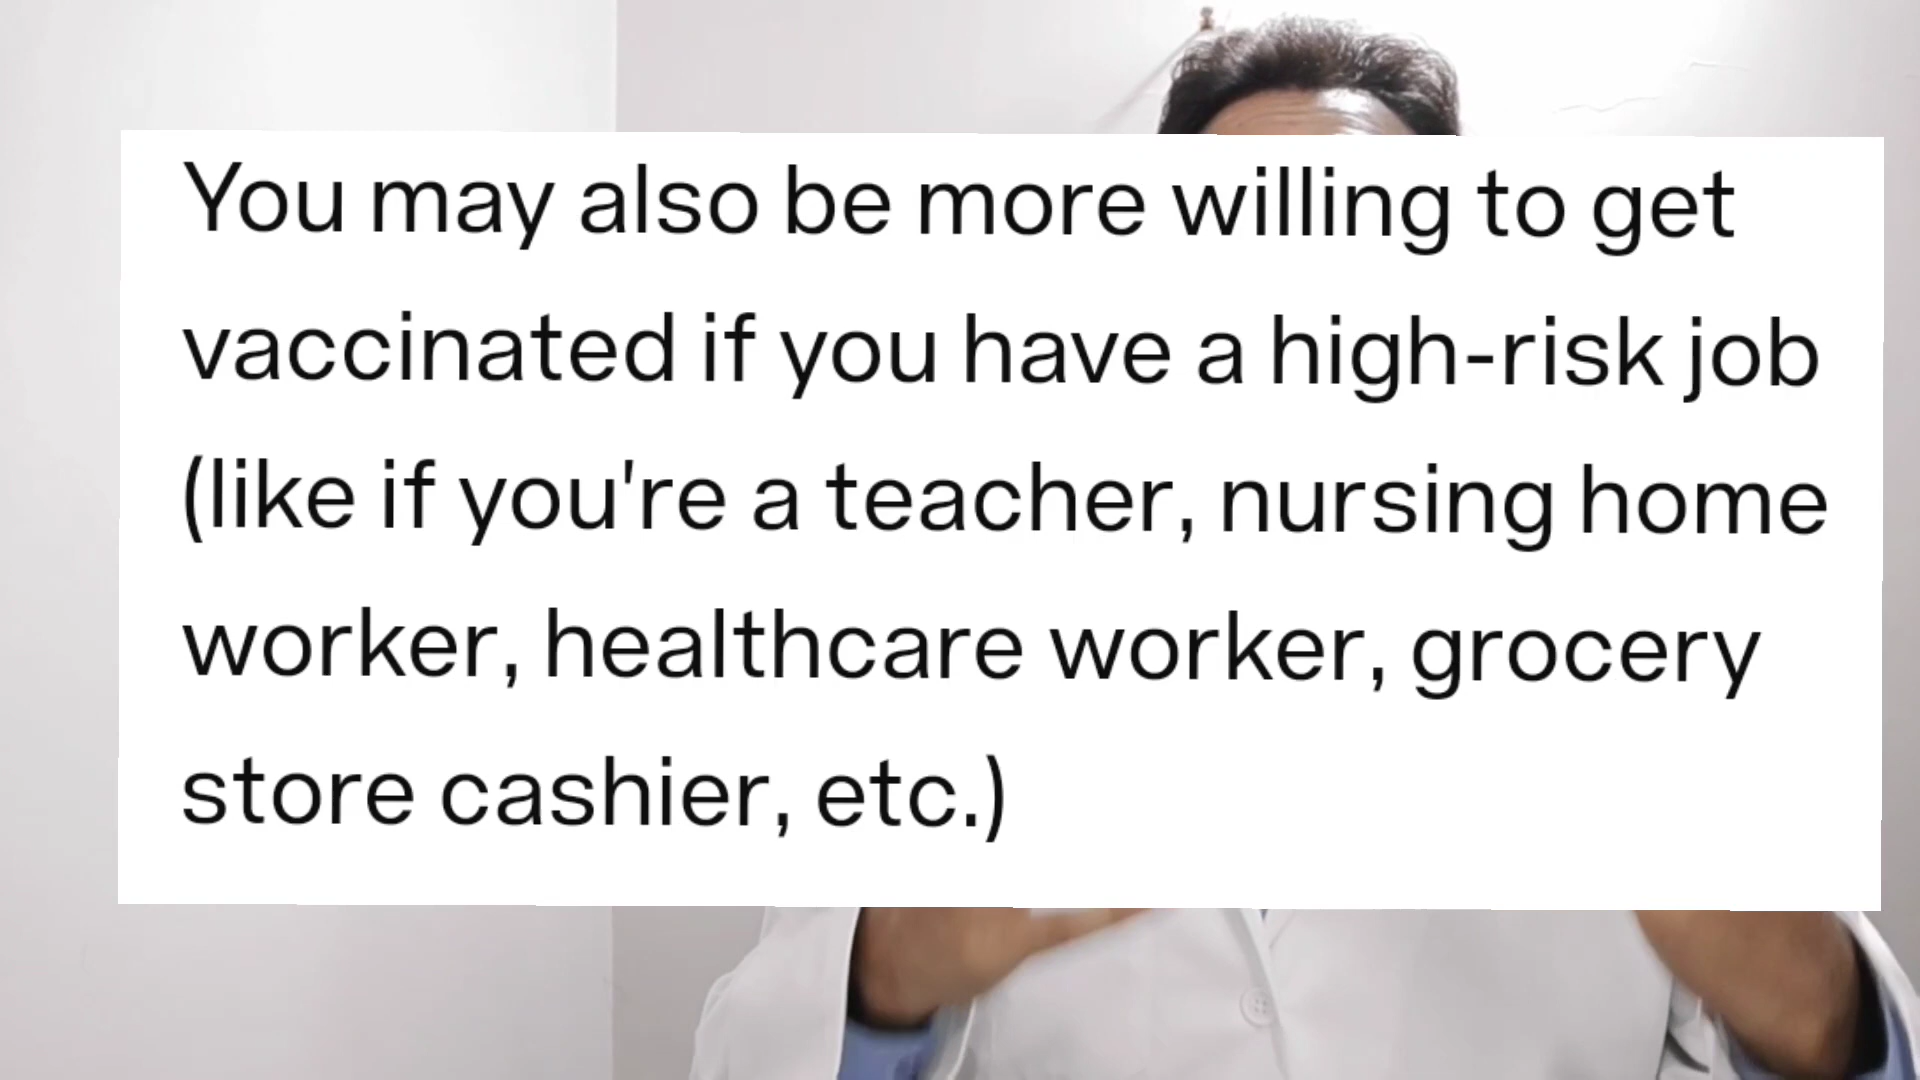 You may also be more willing to get
vaccinated if you have a high-risk job
(like if you're a teacher, nursing home
worker, healthcare worker, grocery
store cashier, etc.)